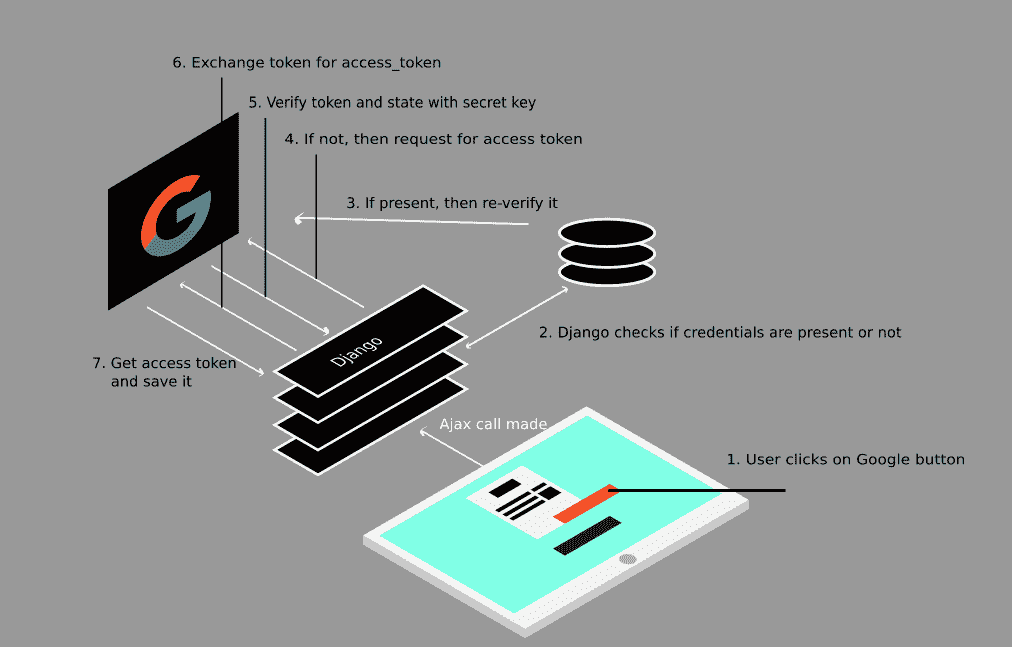 6. Exchange token for access_token
5. Verify token and state with secret key
4. If not, then request for access token
3. If present, then re-verify it
2. Django checks if credentials are present or not
Django
7. Get access token
and save it
Ajax call made
1. User clicks on Google button